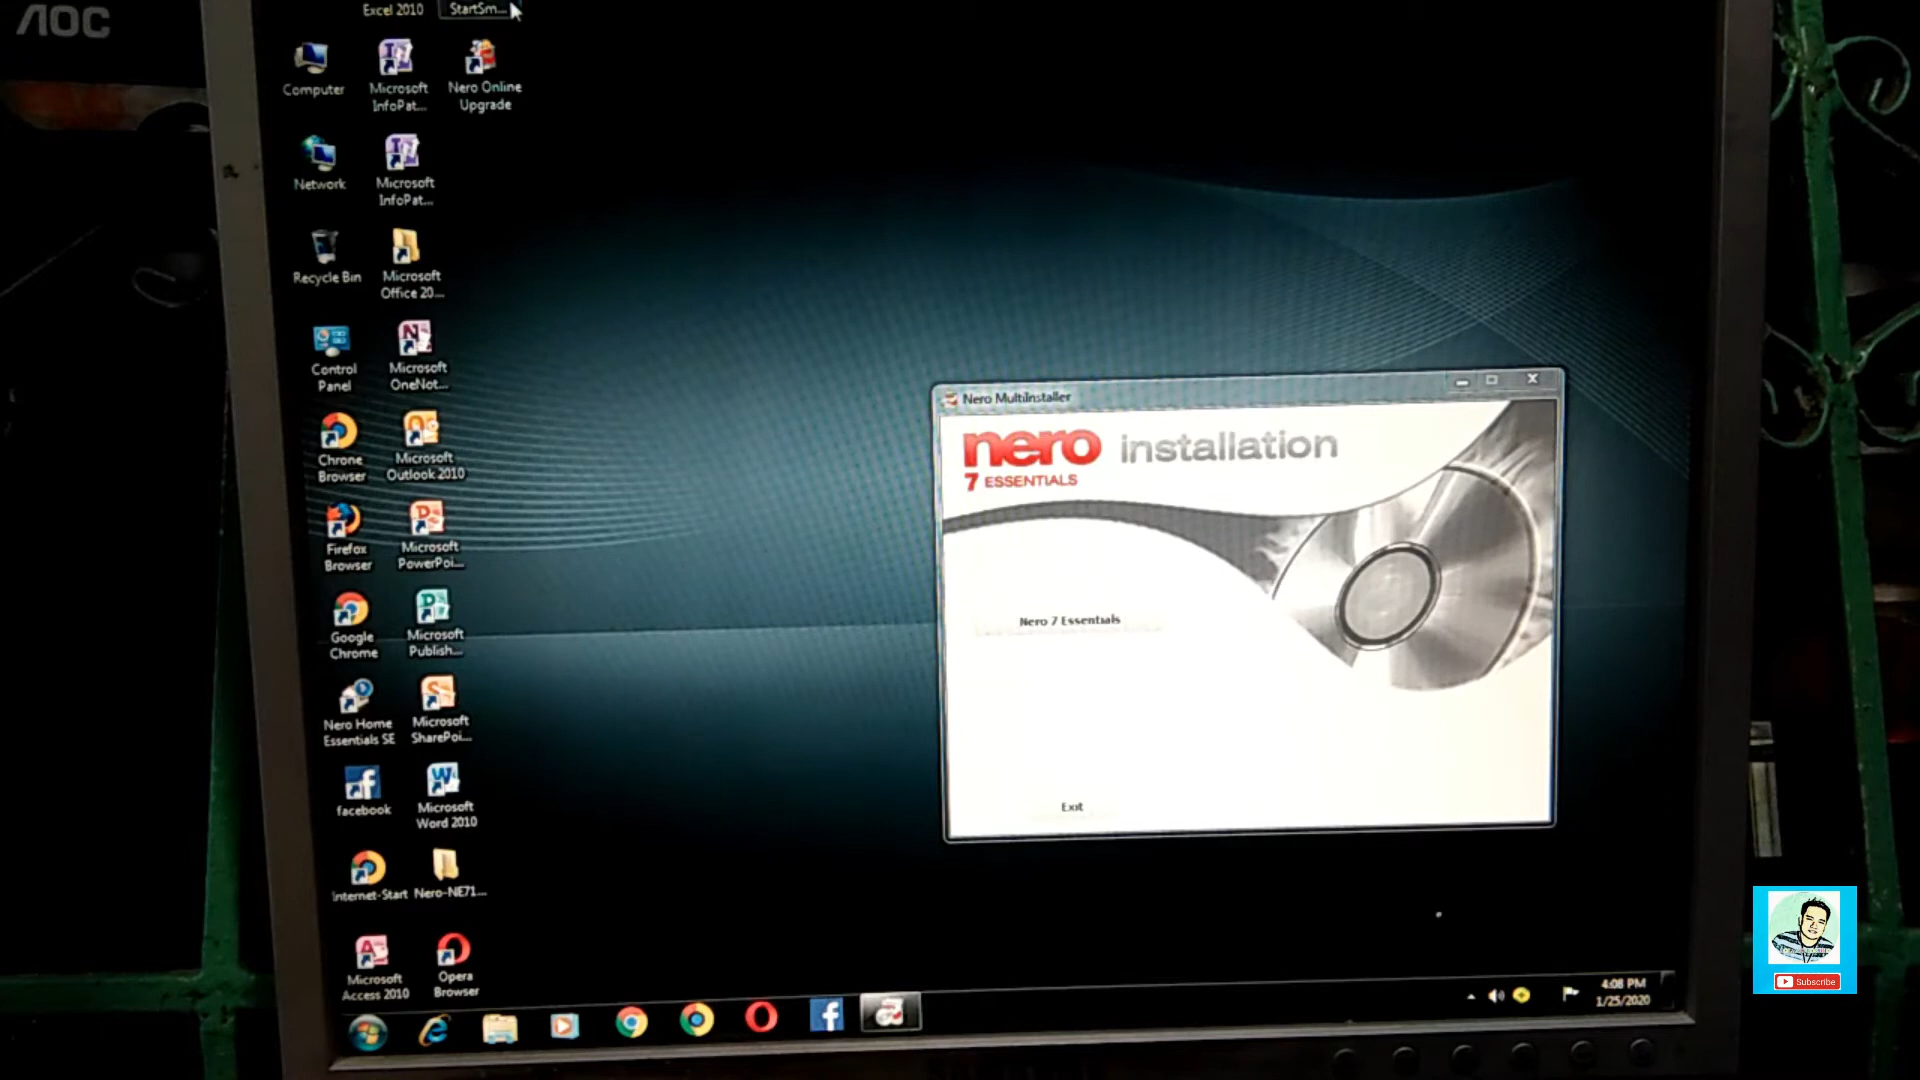 AOC
Excel 2010
StartSm...
Computer
Microsoft
InfoPat...
Nero Online
Upgrade
Network
Microsoft
InfoPat...
Recycle Bin
Microsoft
Office 20...
Control
Panel
Microsoft
OneNot...
Chrone
Browser
Microsoft
Outlook 2010
Firefox
Browser
Microsoft
PowerPoi...
Google
Chrome
Microsoft
Publish...
Nero Home
Essentials SE
Microsoft
SharePoi...
facebook
Microsoft
Word 2010
Internet-Start
Nero-NE71...
Microsoft
Access 2010
Opera
Browser
Nero MultiInstaller
nero installation
7 ESSENTIALS
Nero 7 Essentials
Exit
4:08 PM
1/25/2020
Subscribe